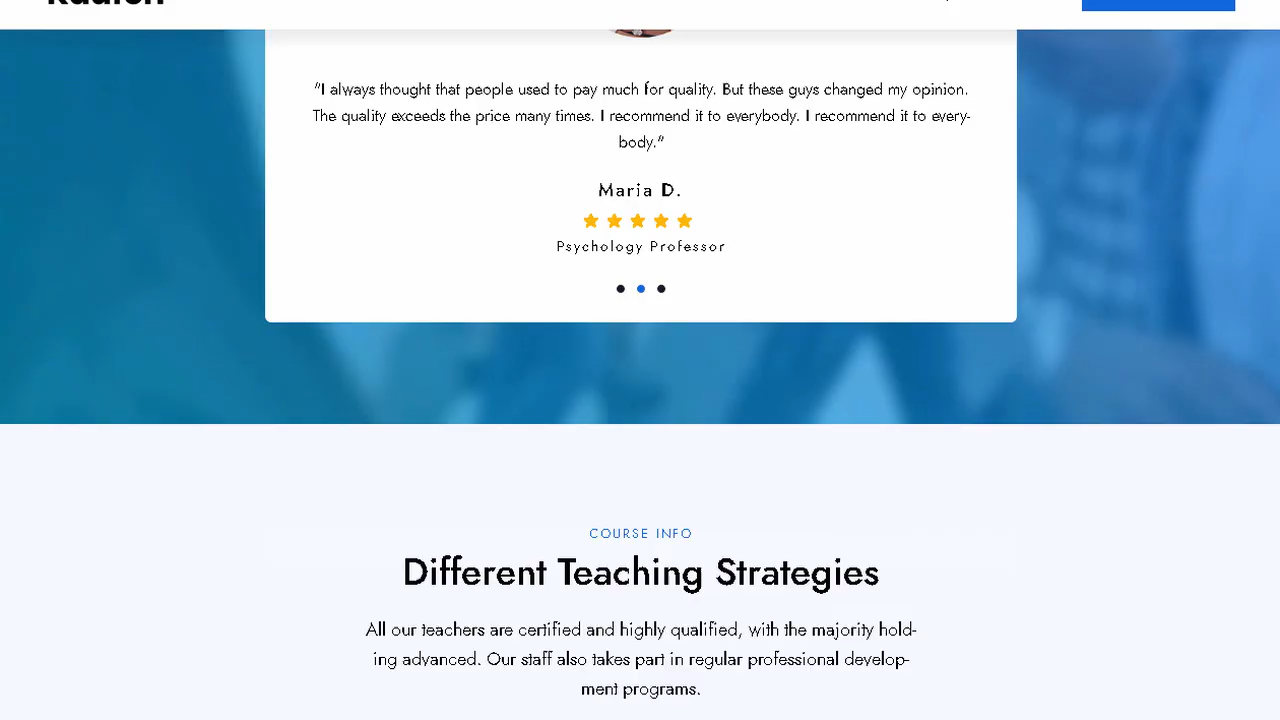 "I always thought that people used to pay much for quality. But these guys changed my opinion.
The quality exceeds the price many times. I recommend it to everybody. I recommend it to every-
body."
Maria D.
Psychology Professor
COURSE INFO
Different Teaching Strategies
All our teachers are certified and highly qualified, with the majority hold-
ing advanced. Our staff also takes part in regular professional develop-
ment programs.